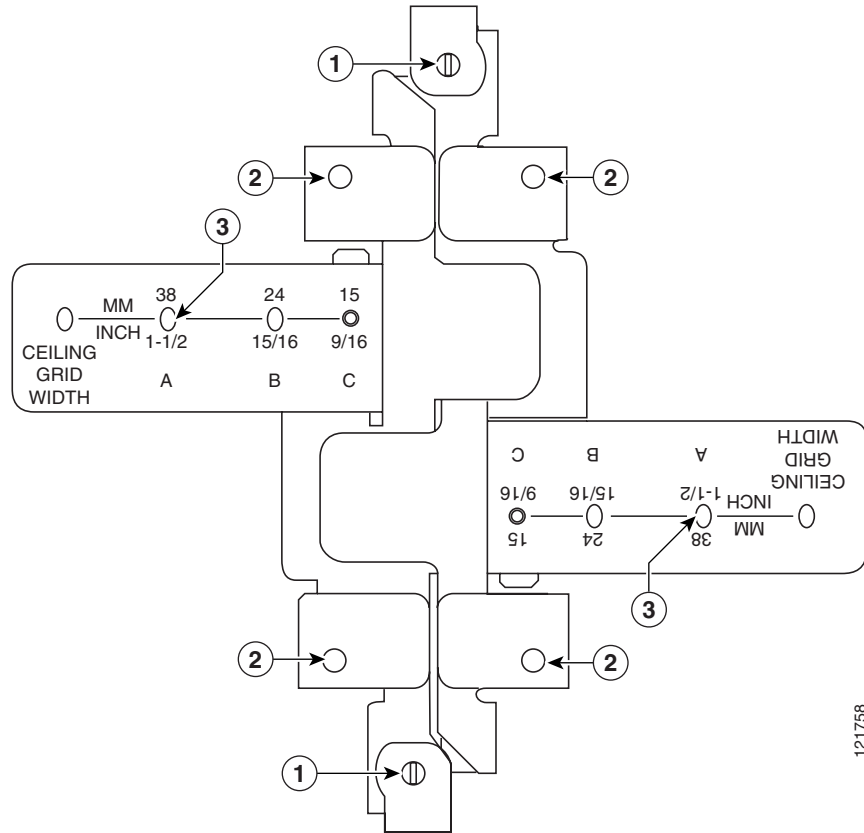 1
2
2
3
MM
38
24
15
INCH
1-1/2
15/16
9/16
CEILING
GRID
WIDTH
A
B
C
CEILING
GRID
WIDTH
A
B
C
INCH
1-1/2
15/16
9/16
MM
38
24
15
3
2
2
1
121758